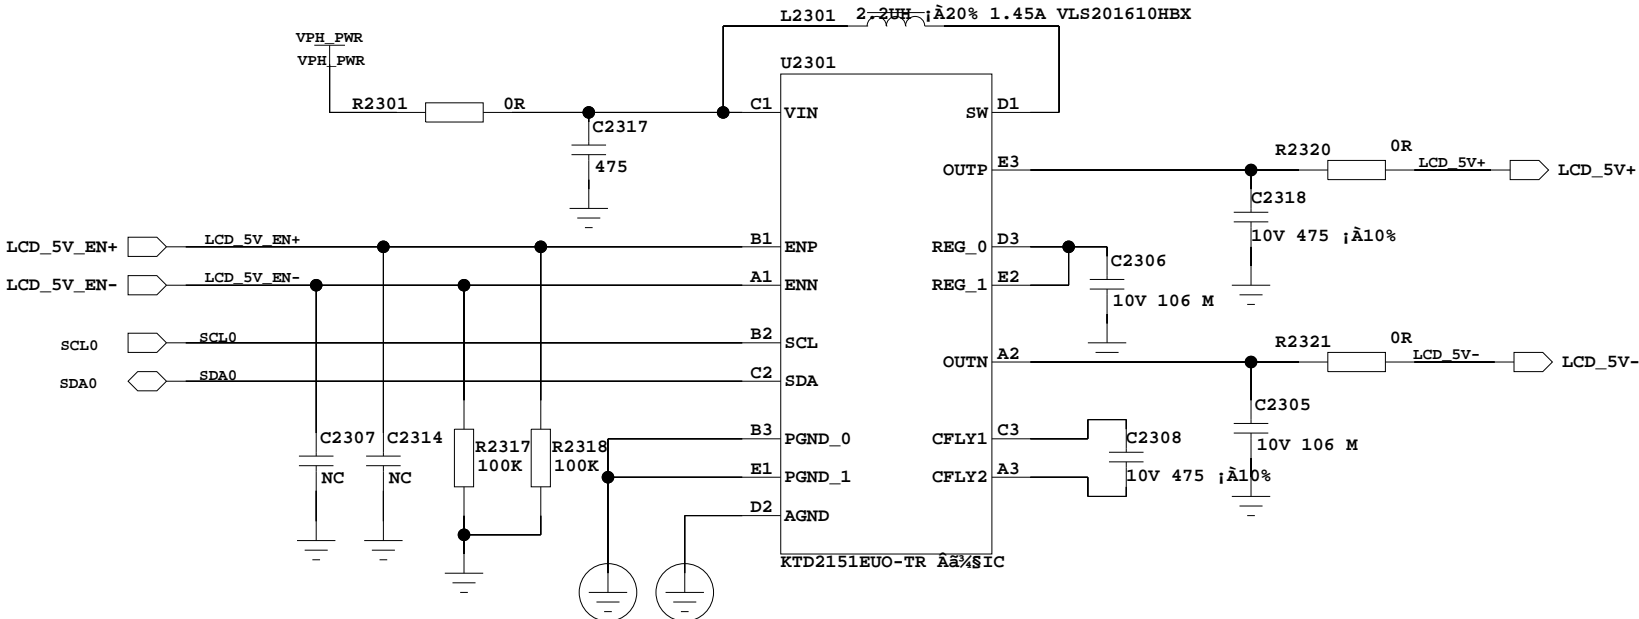 L2301 2.2UH ¡À20% 1.45A VLS201610HBX
VPH_PWR
VPH_PWR
U2301
R2301 0R
C1 VIN
SW D1
C2317
475
OUTP E3
R2320 0R
LCD_5V+
LCD_5V+
C2318
10V 475 ¡À10%
LCD_5V_EN+ LCD_5V_EN+
B1 ENP
REG_0 D3
C2306
10V 106 M
LCD_5V_EN- LCD_5V_EN-
A1 ENN
REG_1 E2
SCL0 SCL0
B2 SCL
OUTN A2
R2321 0R
LCD_5V-
LCD_5V-
SDA0 SDA0
C2 SDA
C2305
10V 106 M
C2307
NC
C2314
NC
R2317
100K
R2318
100K
B3 PGND_0
CFLY1 C3
C2308
10V 475 ¡À10%
E1 PGND_1
CFLY2 A3
D2 AGND
KTD2151EUO-TR Âã¾§IC